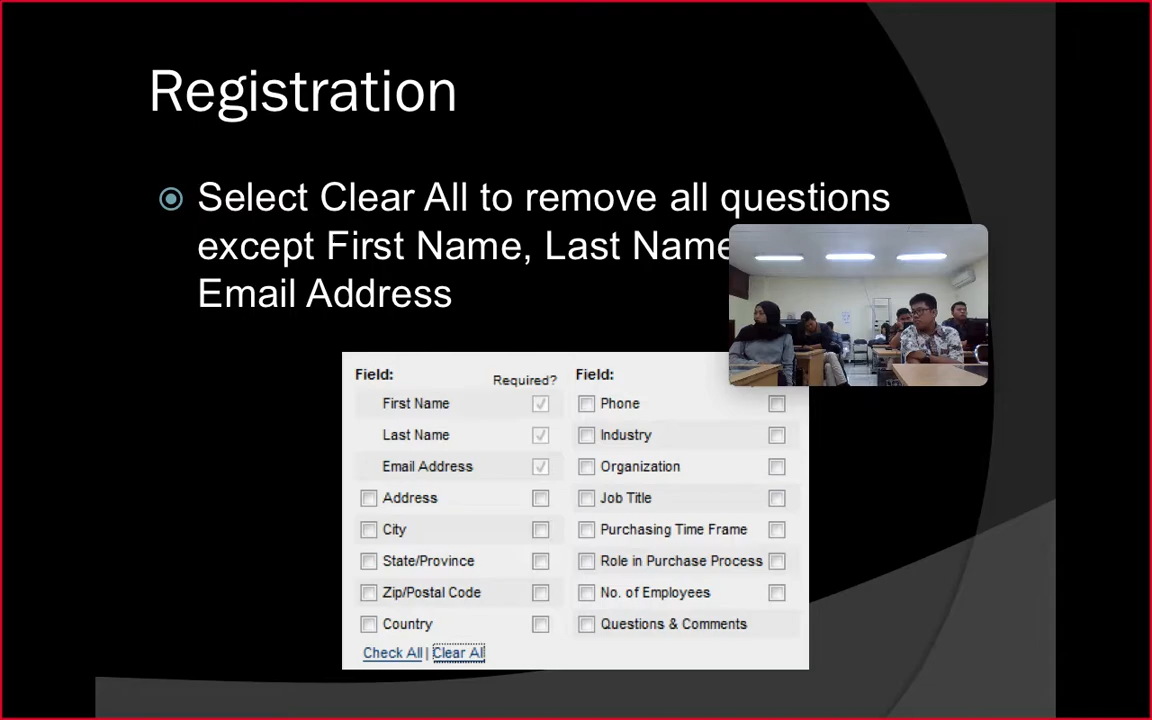 Registration
Select Clear All to remove all questions
except First Name, Last Name
Email Address
Field: Required? Field:
First Name Phone
Last Name Industry
Email Address Organization
Address Job Title
City Purchasing Time Frame
State/Province Role in Purchase Process
Zip/Postal Code No. of Employees
Country Questions & Comments
Check All | Clear All